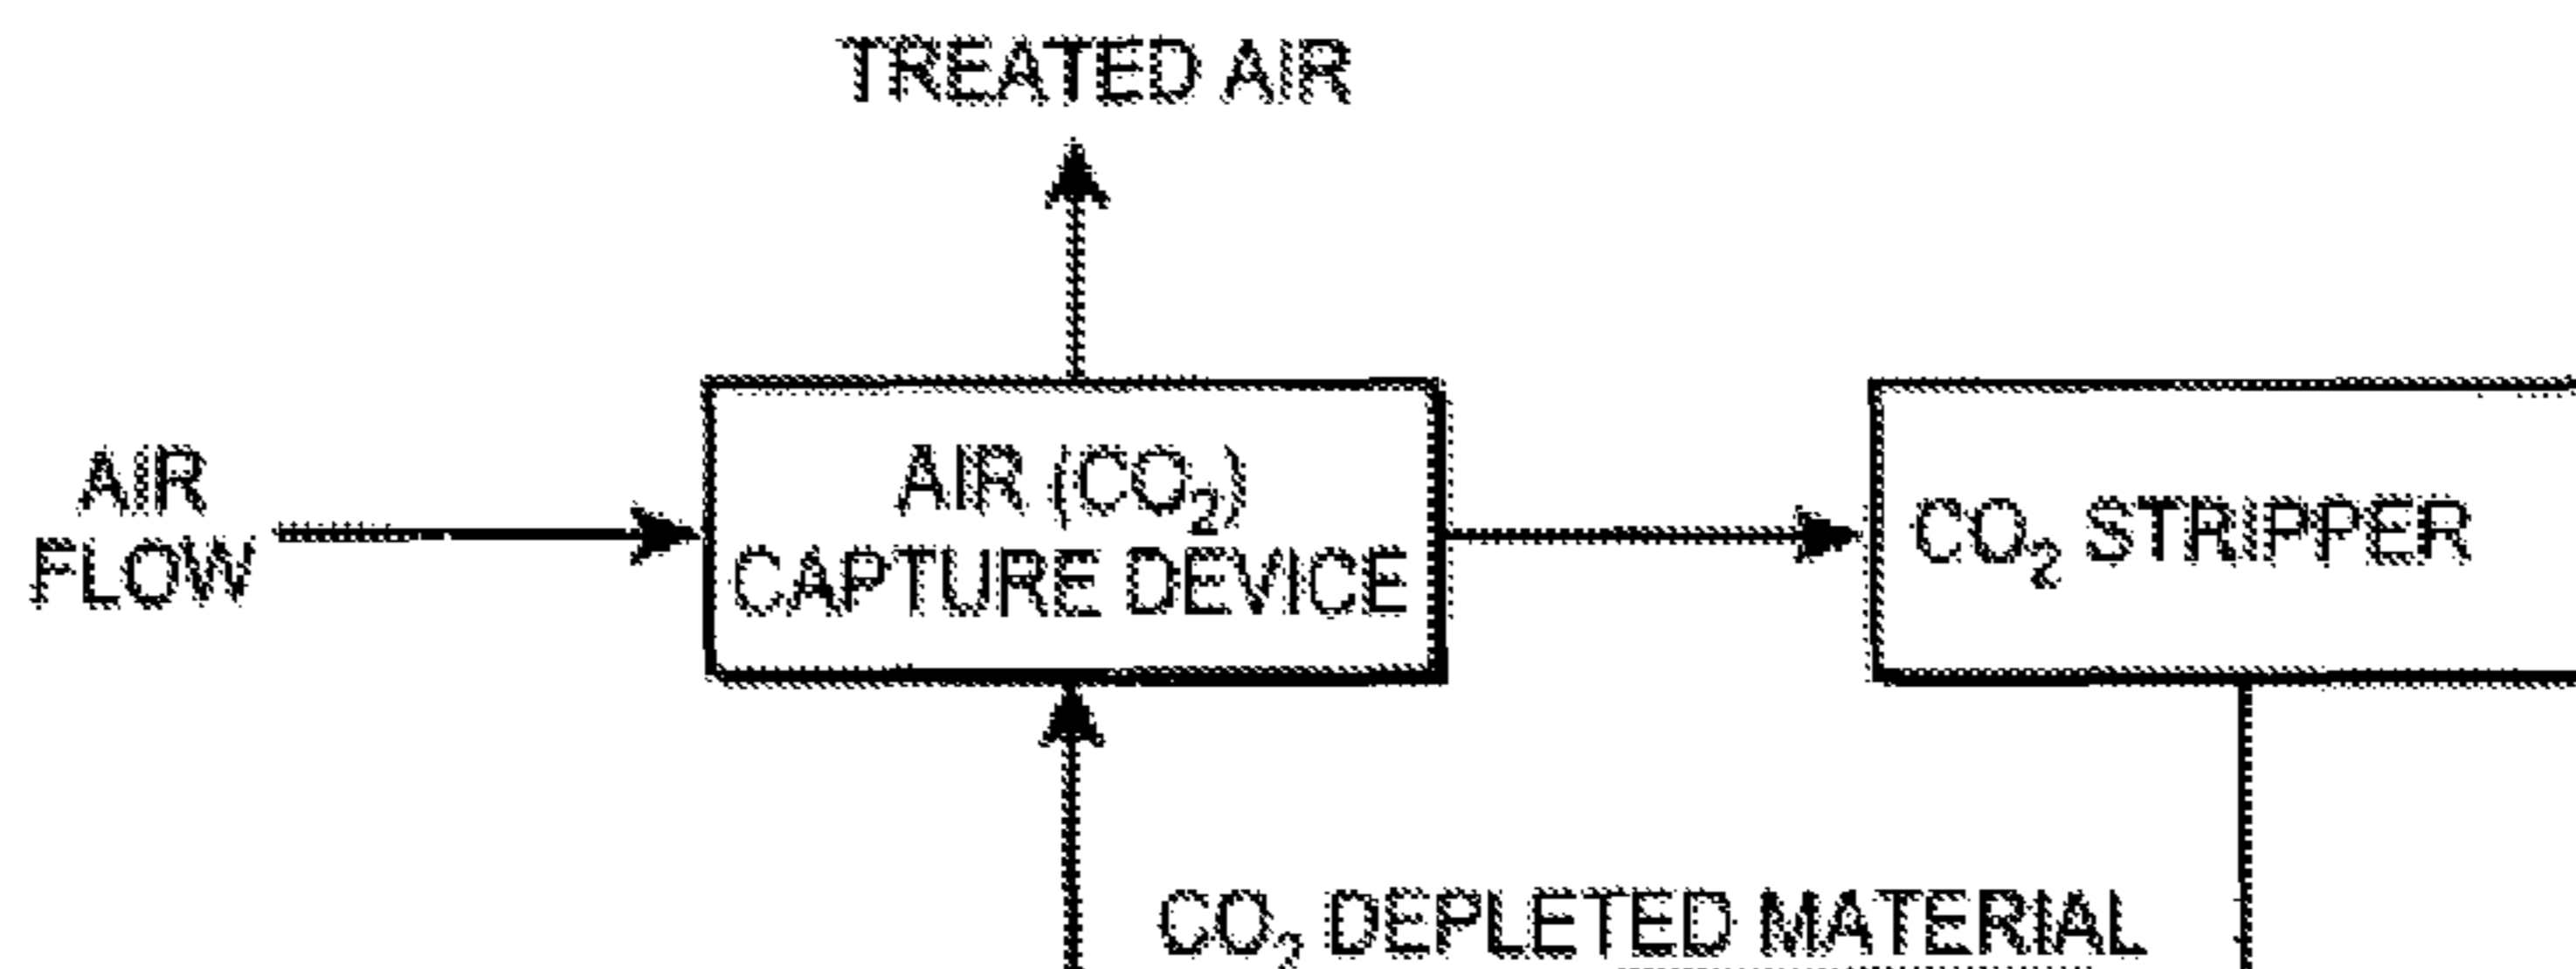 TREATED AIR
AIR
FLOW
AIR (CO₂)
CAPTURE DEVICE
CO₂ STRIPPER
CO₂ DEPLETED MATERIAL